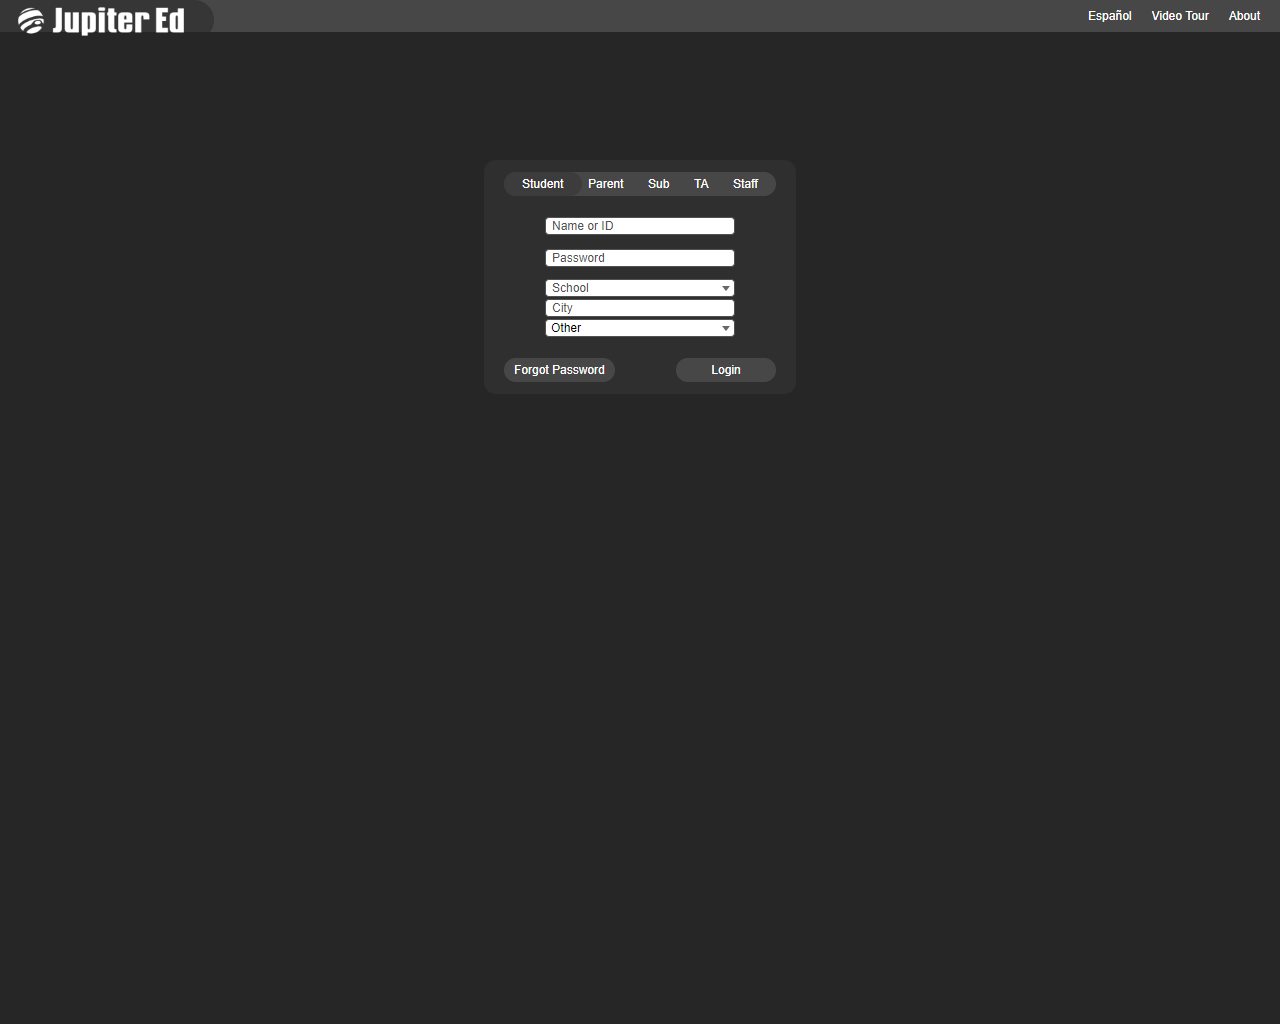 Jupiter Ed
Español Video Tour About
Student Parent Sub TA Staff
Name or ID
Password
School
City
Other
Forgot Password Login